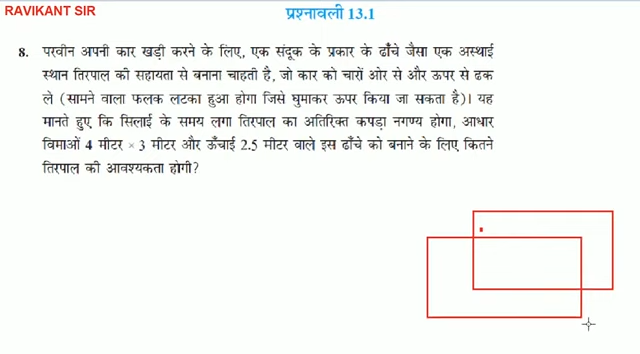 RAVIKANT SIR
प्रश्नावली 13.1
8. परवीन अपनी कार खड़ी करने के लिए, एक संदूक के प्रकार के ढाँचे जैसा एक अस्थाई
स्थान तिरपाल की सहायता से बनाना चाहती है, जो कार को चारों ओर से और ऊपर से ढक
ले (सामने वाला फलक लटका हुआ होगा जिसे घुमाकर ऊपर किया जा सकता है)। यह
मानते हुए कि सिलाई के समय लगा तिरपाल का अतिरिक्त कपड़ा नगण्य होगा, आधार
विमाओं 4 मीटर × 3 मीटर और ऊँचाई 2.5 मीटर वाले इस ढाँचे को बनाने के लिए कितने
तिरपाल की आवश्यकता होगी?